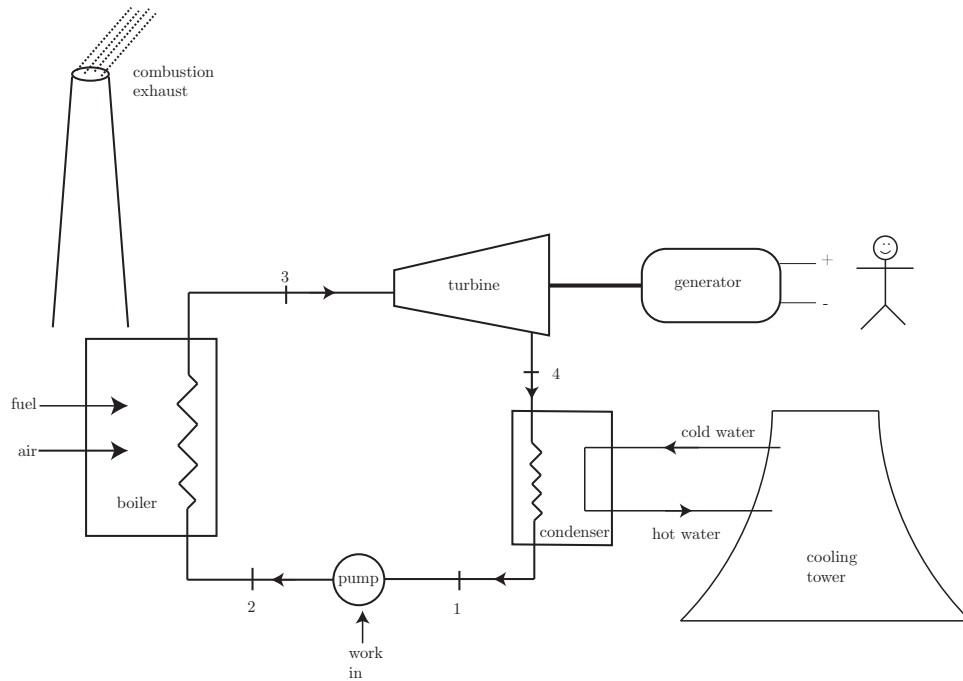 combustion
exhaust
3
turbine
generator
+
-
4
fuel
air
boiler
cold water
condenser
hot water
cooling
tower
pump
2
1
work
in